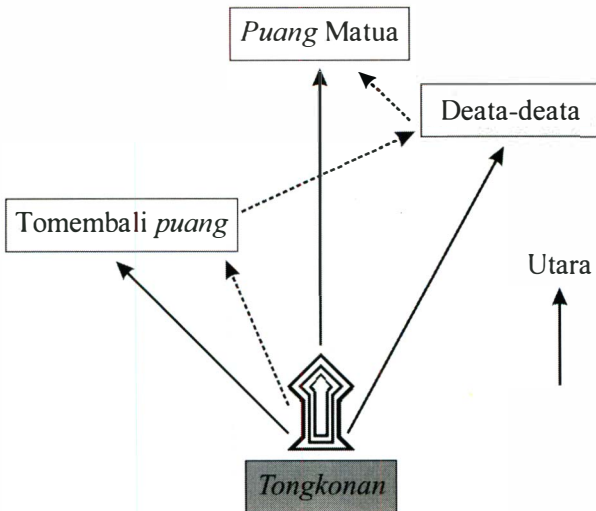 Puang Matua
Deata-deata
Tomembali puang
Utara
Tongkonan